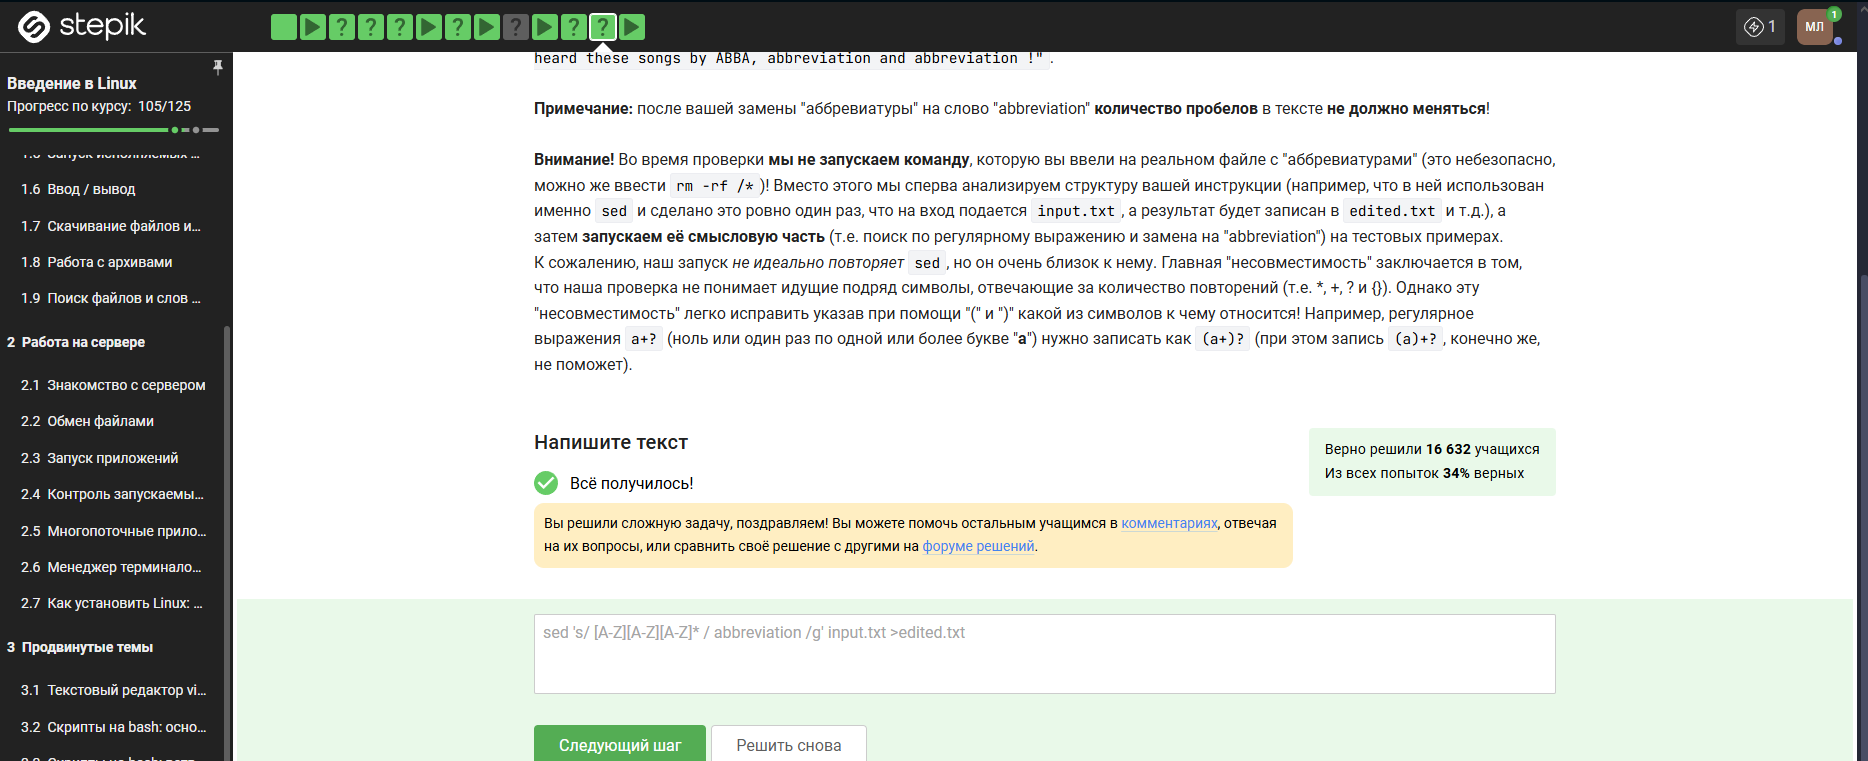 stepik
? ? ? ? ? ? ?
1
МЛ
1
Введение в Linux
Прогресс по курсу: 105/125
1.6 Ввод / вывод
1.7 Скачивание файлов и...
1.8 Работа с архивами
1.9 Поиск файлов и слов ...
2 Работа на сервере
2.1 Знакомство с сервером
2.2 Обмен файлами
2.3 Запуск приложений
2.4 Контроль запускаемы...
2.5 Многопоточные прило...
2.6 Менеджер терминало...
2.7 Как установить Linux: ...
3 Продвинутые темы
3.1 Текстовый редактор vi...
3.2 Скрипты на bash: осно...
heard these songs by ABBA, abbreviation and abbreviation !".
Примечание: после вашей замены "аббревиатуры" на слово "abbreviation" количество пробелов в тексте не должно меняться!
Внимание! Во время проверки мы не запускаем команду, которую вы ввели на реальном файле с "аббревиатурами" (это небезопасно,
можно же ввести rm -rf /* )! Вместо этого мы сперва анализируем структуру вашей инструкции (например, что в ней использован
именно sed и сделано это ровно один раз, что на вход подается input.txt , а результат будет записан в edited.txt и т.д.), а
затем запускаем её смысловую часть (т.е. поиск по регулярному выражению и замена на "abbreviation") на тестовых примерах.
К сожалению, наш запуск не идеально повторяет sed , но он очень близок к нему. Главная "несовместимость" заключается в том,
что наша проверка не понимает идущие подряд символы, отвечающие за количество повторений (т.е. *, +, ? и {}). Однако эту
"несовместимость" легко исправить указав при помощи "(" и ")" какой из символов к чему относится! Например, регулярное
выражения a+? (ноль или один раз по одной или более букве "a") нужно записать как (a+)? (при этом запись (a)+? , конечно же,
не поможет).
Напишите текст
Всё получилось!
Верно решили 16 632 учащихся
Из всех попыток 34% верных
Вы решили сложную задачу, поздравляем! Вы можете помочь остальным учащимся в комментариях, отвечая
на их вопросы, или сравнить своё решение с другими на форуме решений.
sed 's/ [A-Z][A-Z][A-Z]* / abbreviation /g' input.txt >edited.txt
Следующий шаг
Решить снова